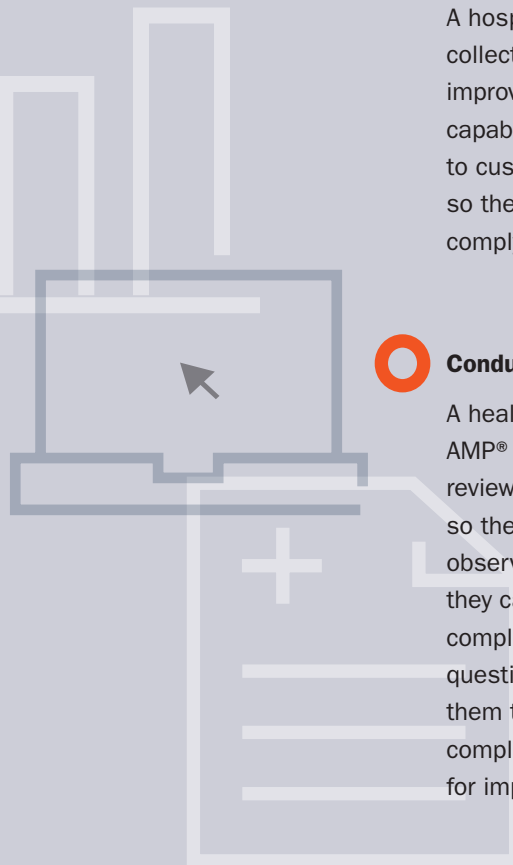 A hosp
collect
improv
capab
to cus
so the
compl
Condu
A heal
AMP®
review
so the
observ
they ca
compl
questi
them t
compl
for imp